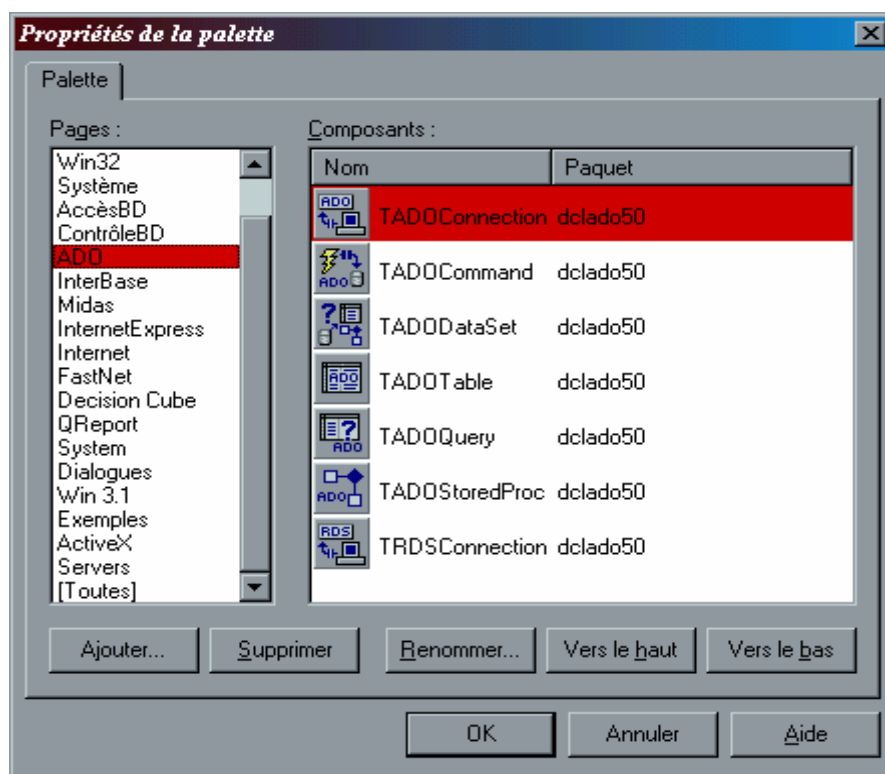 Propriétés de la palette
Palette
Pages :
Win32
Système
AccèsBD
ContrôleBD
ADO
InterBase
Midas
InternetExpress
Internet
FastNet
Decision Cube
QReport
System
Dialogues
Win 3.1
Exemples
ActiveX
Servers
[Toutes]
Composants :
Nom Paquet
ADO TADOConnection dclado50
ADO TADOCommand dclado50
TADODataSet dclado50
ADO TADOTable dclado50
ADO TADOQuery dclado50
ADO TADOStoredProc dclado50
RDS TRDSConnection dclado50
Ajouter... Supprimer Renommer... Vers le haut Vers le bas
OK Annuler Aide